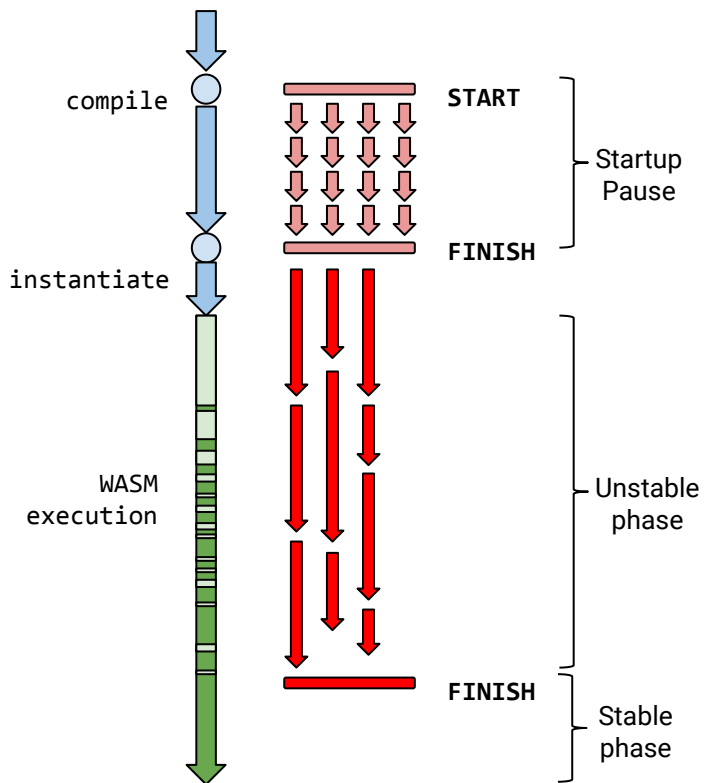 compile
START
Startup
Pause
FINISH
instantiate
WASM
execution
Unstable
phase
FINISH
Stable
phase